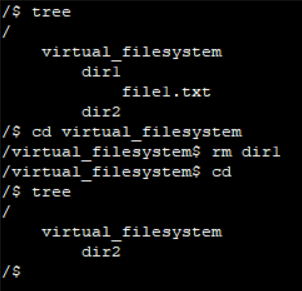 /$ tree
/
    virtual_filesystem
        dir1
            file1.txt
        dir2
/$ cd virtual_filesystem
/virtual_filesystem$ rm dir1
/virtual_filesystem$ cd
/$ tree
/
    virtual_filesystem
        dir2
/$